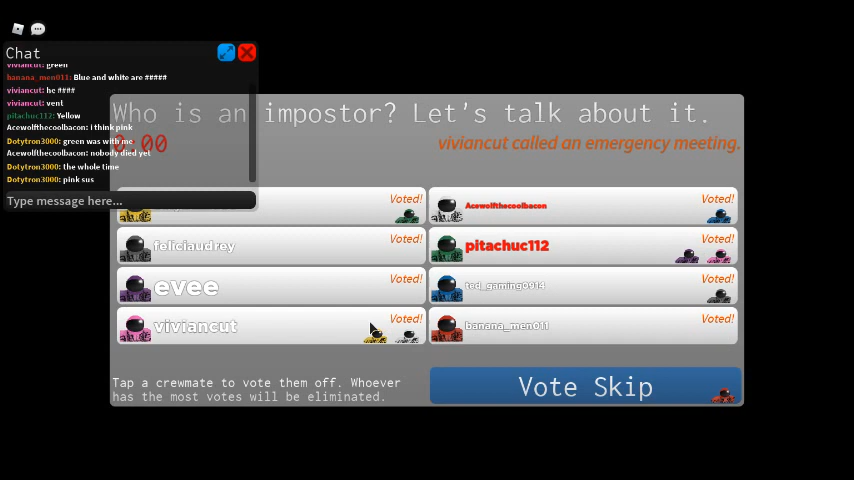 Chat
viviancut: green
banana_men011: Blue and white are #####
viviancut: he ####
viviancut: vent
pitachuc112: Yellow
Acewolfthecoolbacon: i think pink
Dotytron3000: green was with me
Acewolfthecoolbacon: nobody died yet
Dotytron3000: the whole time
Dotytron3000: pink sus
Type message here...
Who is an impostor? Let's talk about it.
0:00
viviancut called an emergency meeting.
Voted!
Acewolfthecoolbacon Voted!
feliciaudrey Voted!
pitachuc112 Voted!
evee Voted!
ted_gaming0914 Voted!
viviancut Voted!
banana_men011 Voted!
Tap a crewmate to vote them off. Whoever
has the most votes will be eliminated.
Vote Skip